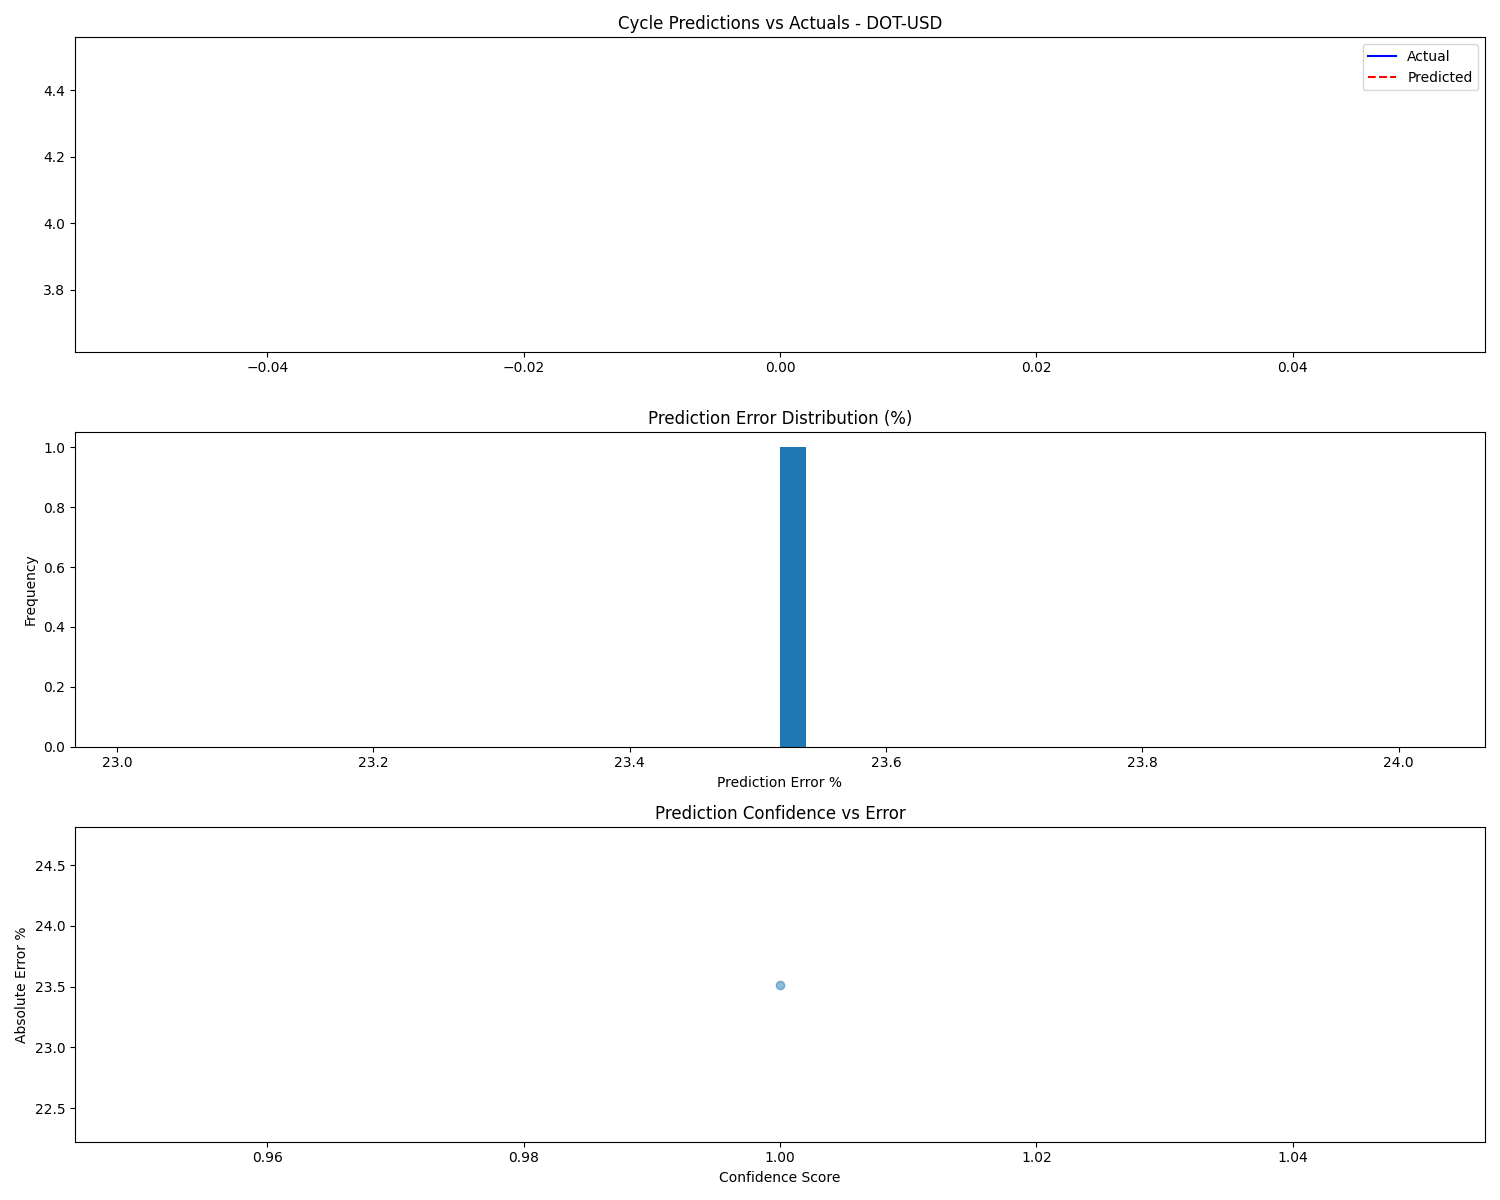 Cycle Predictions vs Actuals - DOT-USD
Actual
Predicted
4.4
4.2
4.0
3.8
−0.04 −0.02 0.00 0.02 0.04
Prediction Error Distribution (%)
1.0
0.8
0.6
0.4
0.2
0.0
Frequency
23.0 23.2 23.4 23.6 23.8 24.0
Prediction Error %
Prediction Confidence vs Error
24.5
24.0
23.5
23.0
22.5
Absolute Error %
0.96 0.98 1.00 1.02 1.04
Confidence Score